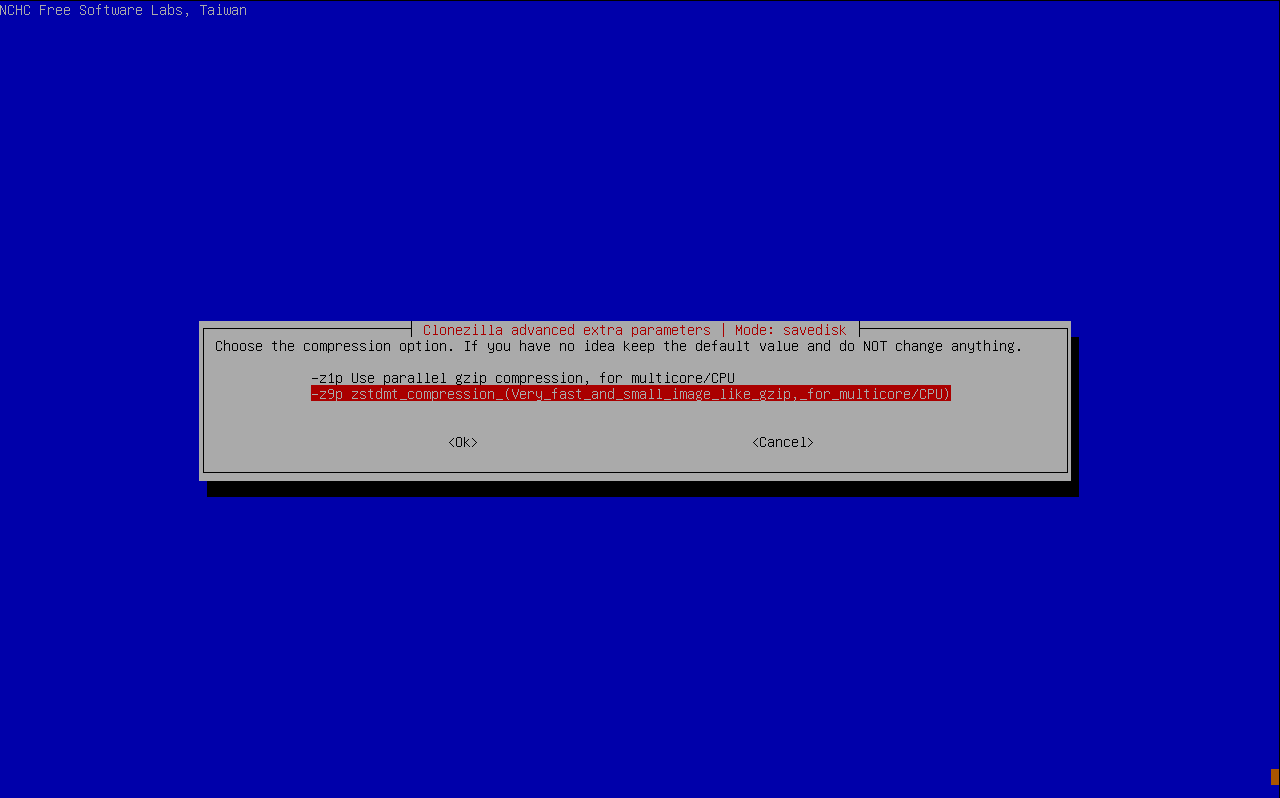 NCHC Free Software Labs, Taiwan
Clonezilla advanced extra parameters | Mode: savedisk
Choose the compression option. If you have no idea keep the default value and do NOT change anything.
-z1p Use parallel gzip compression, for multicore/CPU
-z9p zstdmt_compression_(Very_fast_and_small_image_like_gzip,_for_multicore/CPU)
<Ok> <Cancel>